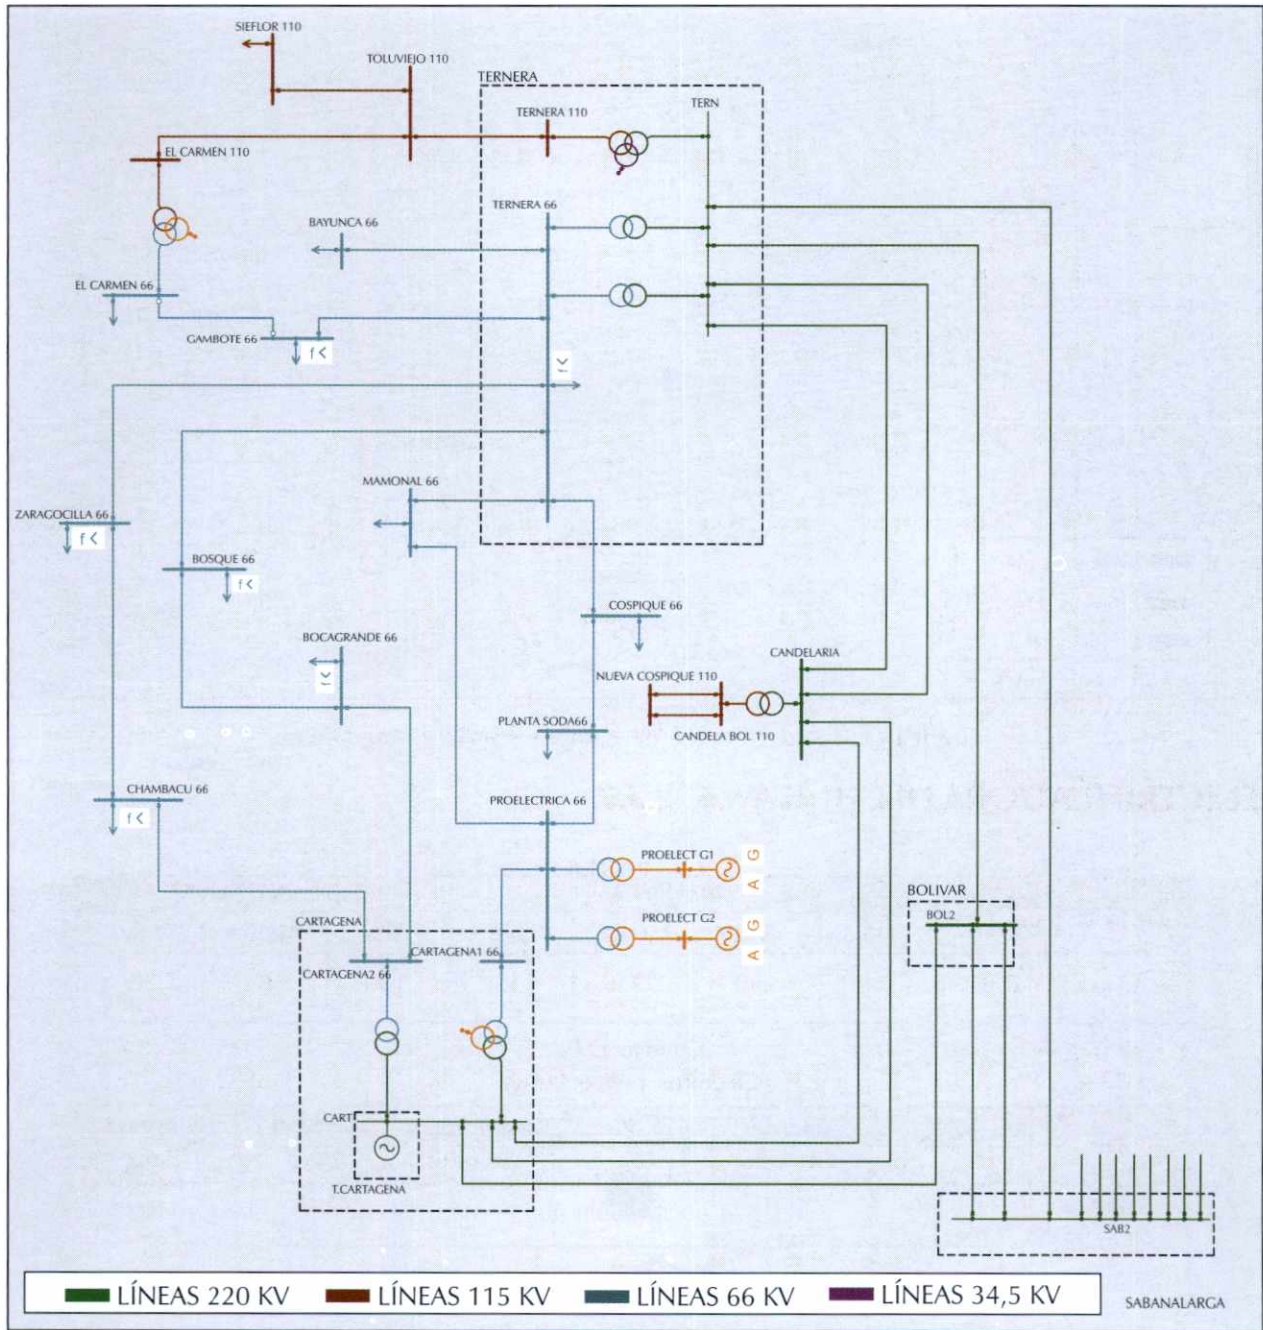 SIEFLOR 110
TOLUVIEJO 110
TERNERA
TERNERA 110
TERN
EL CARMEN 110
TERNERA 66
BAYUNCA 66
EL CARMEN 66
GAMBOTE 66
f <
f <
MAMONAL 66
ZARAGOCILLA 66
f <
BOSQUE 66
f <
COSPIQUE 66
BOCAGRANDE 66
f <
CANDELARIA
NUEVA COSPIQUE 110
PLANTA SODA66
CANDELA BOL 110
CHAMBACU 66
f <
PROELECTRICA 66
PROELECT G1
A G
BOLIVAR
BOL2
PROELECT G2
A G
CARTAGENA
CARTAGENA1 66
CARTAGENA2 66
CART
T.CARTAGENA
SAB2
LÍNEAS 220 KV
LÍNEAS 115 KV
LÍNEAS 66 KV
LÍNEAS 34,5 KV
SABANALARGA